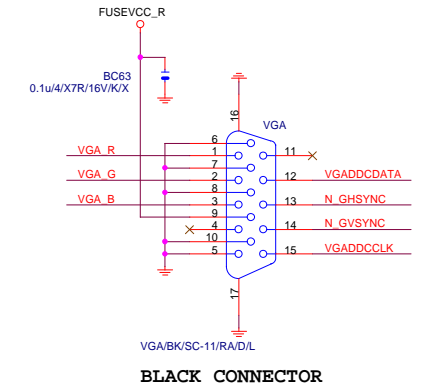 FUSEVCC_R
BC63
0.1u/4/X7R/16V/K/X
16
VGA
6
VGA_R
1
11
7
VGA_G
2
12
VGADDCDATA
8
VGA_B
3
13
N_GHSYNC
9
4
14
N_GVSYNC
10
5
15
VGADDCCLK
17
VGA/BK/SC-11/RA/D/L
BLACK CONNECTOR